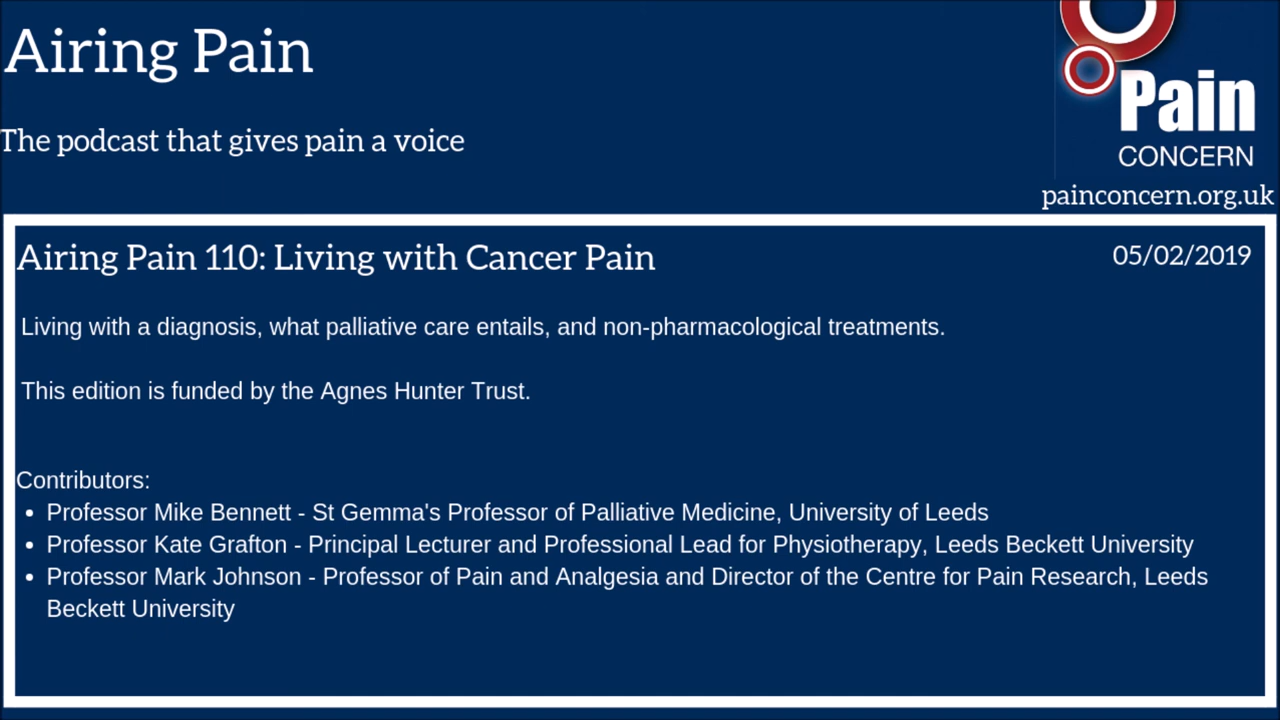 Airing Pain
The podcast that gives pain a voice
Pain
CONCERN
painconcern.org.uk
Airing Pain 110: Living with Cancer Pain
05/02/2019
Living with a diagnosis, what palliative care entails, and non-pharmacological treatments.
This edition is funded by the Agnes Hunter Trust.
Contributors:
• Professor Mike Bennett - St Gemma's Professor of Palliative Medicine, University of Leeds
• Professor Kate Grafton - Principal Lecturer and Professional Lead for Physiotherapy, Leeds Beckett University
• Professor Mark Johnson - Professor of Pain and Analgesia and Director of the Centre for Pain Research, Leeds
Beckett University